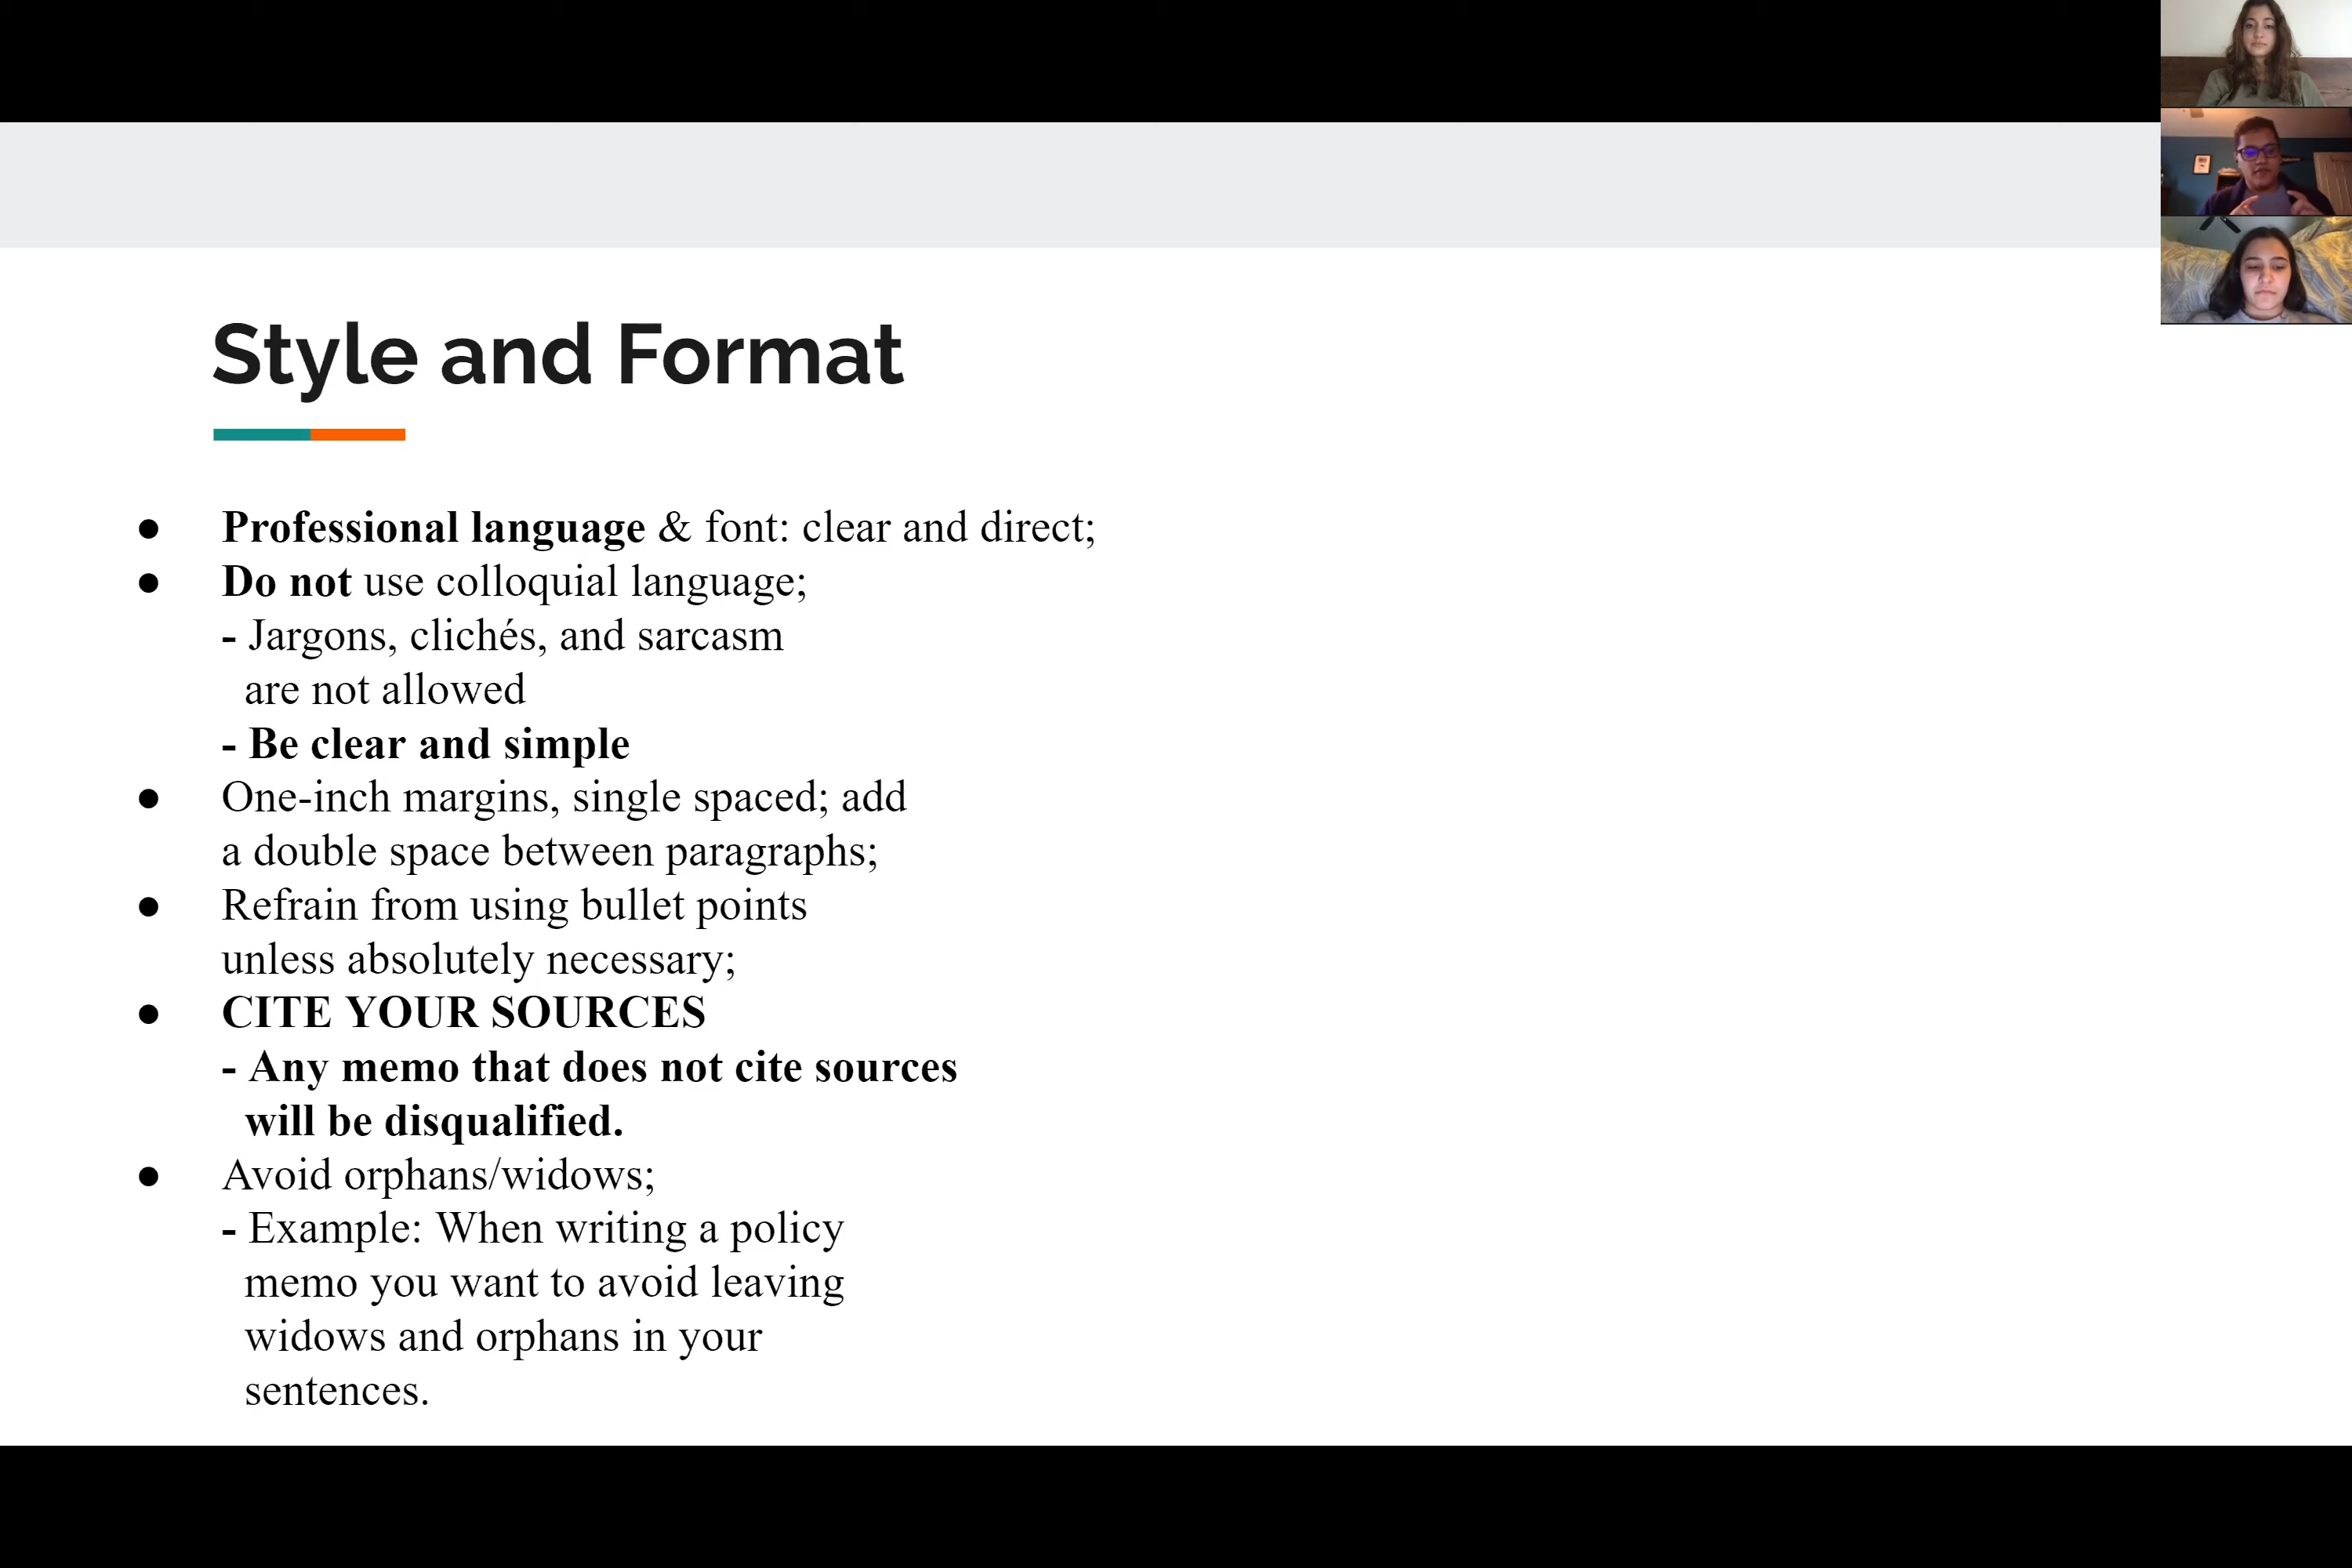 Style and Format
● Professional language & font: clear and direct;
● Do not use colloquial language;
- Jargons, clichés, and sarcasm
are not allowed
- Be clear and simple
● One-inch margins, single spaced; add
a double space between paragraphs;
● Refrain from using bullet points
unless absolutely necessary;
● CITE YOUR SOURCES
- Any memo that does not cite sources
will be disqualified.
● Avoid orphans/widows;
- Example: When writing a policy
memo you want to avoid leaving
widows and orphans in your
sentences.